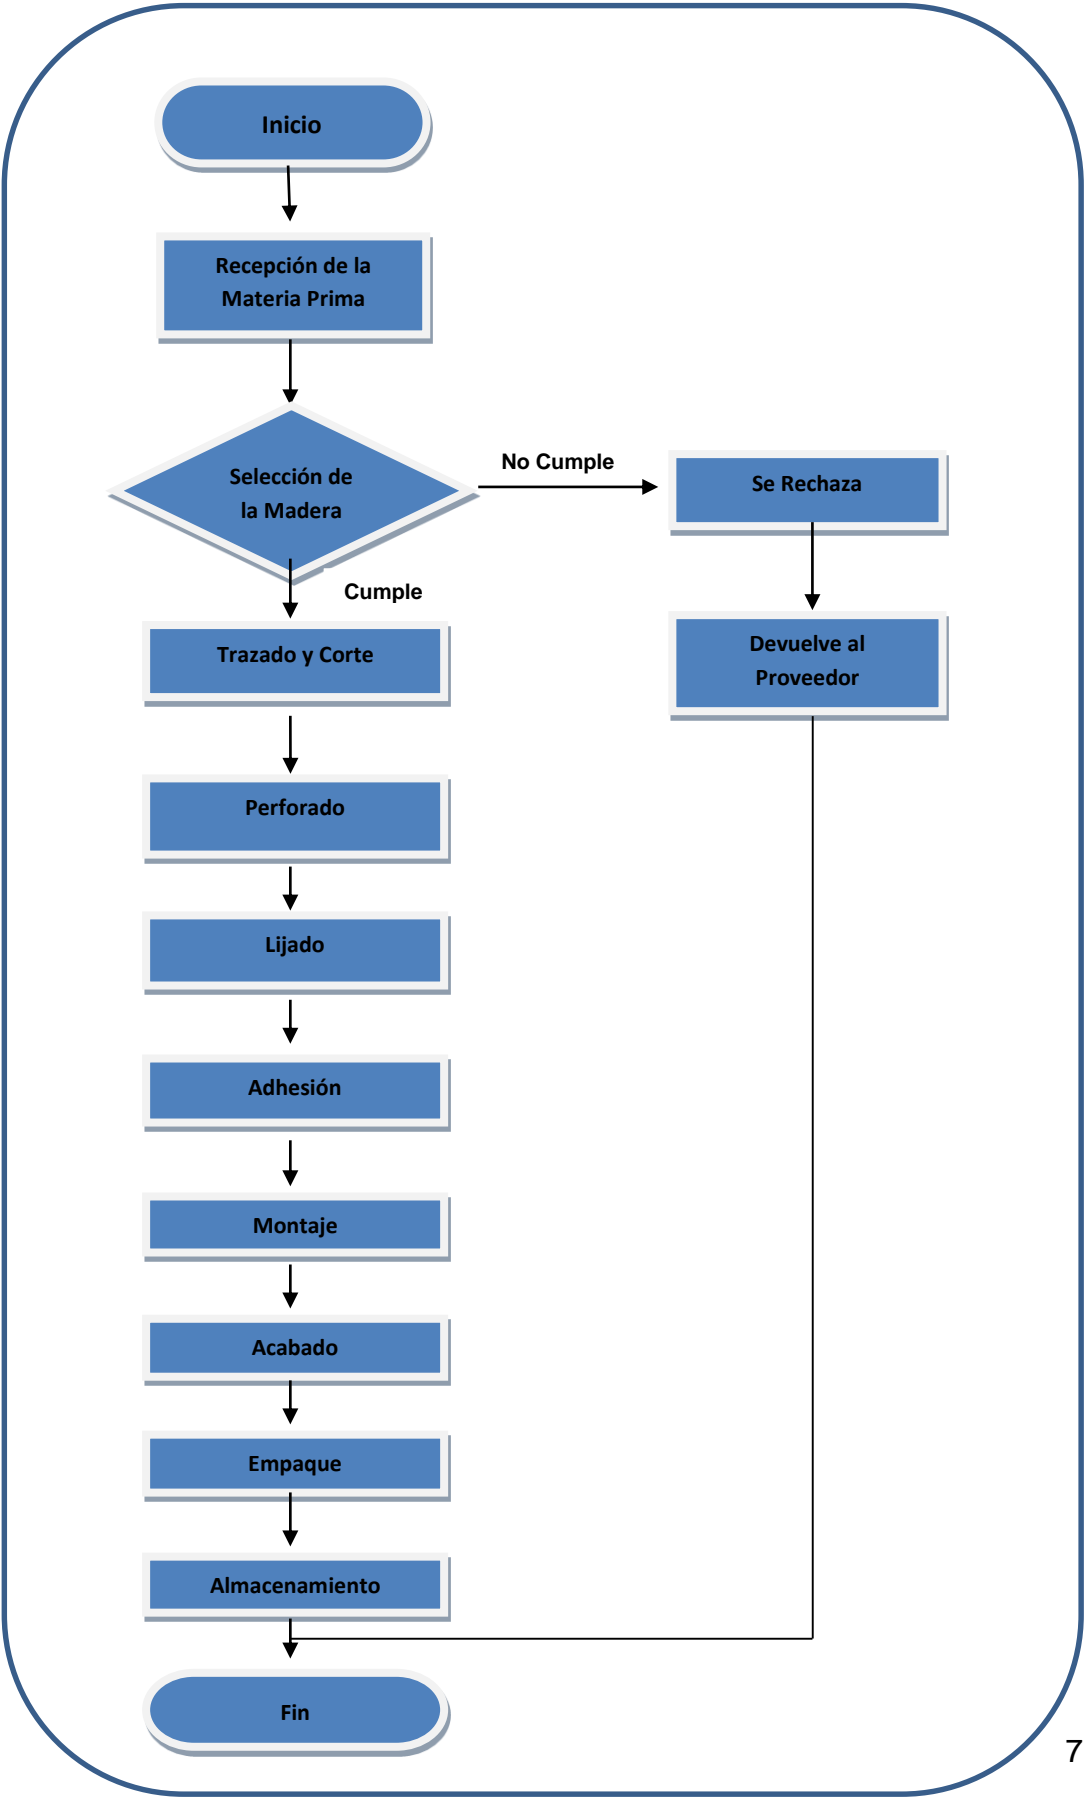 Inicio
Recepción de la
Materia Prima
Selección de
la Madera
No Cumple
Se Rechaza
Cumple
Devuelve al
Proveedor
Trazado y Corte
Perforado
Lijado
Adhesión
Montaje
Acabado
Empaque
Almacenamiento
Fin
7